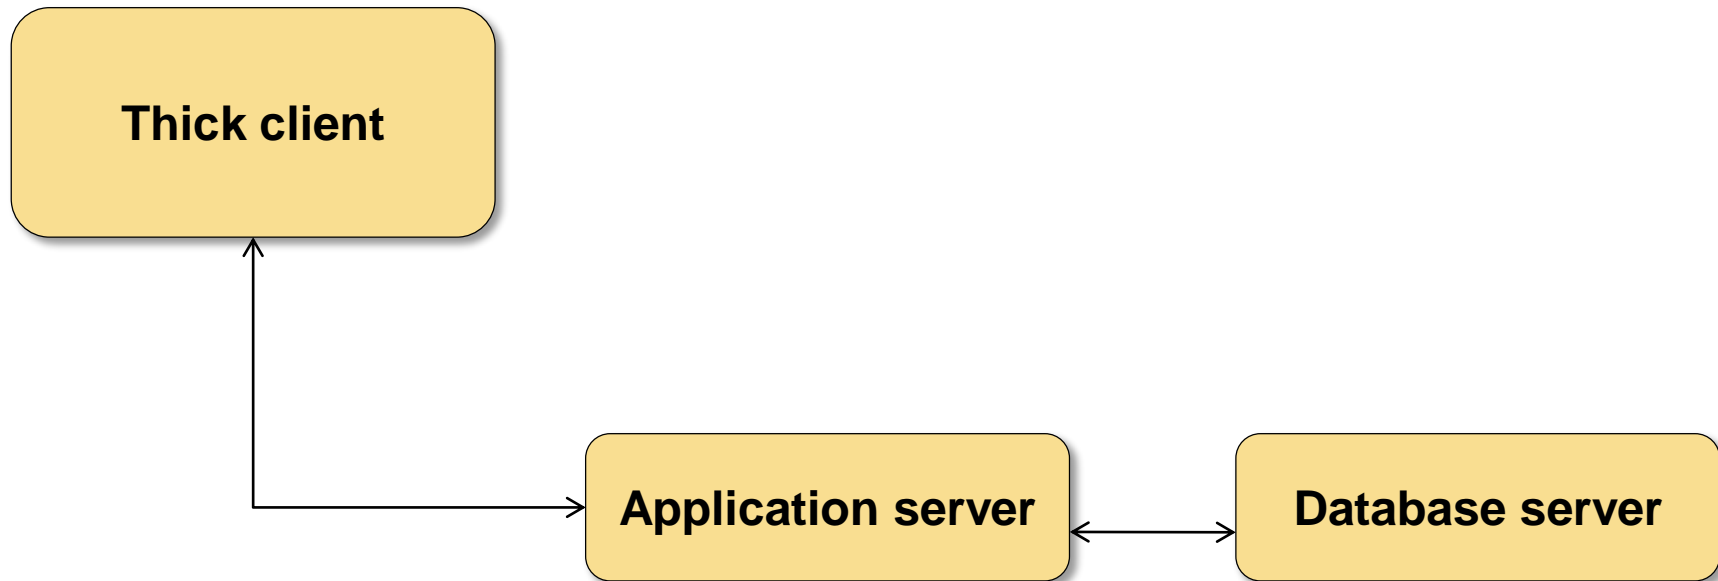 Thick client
Application server
Database server